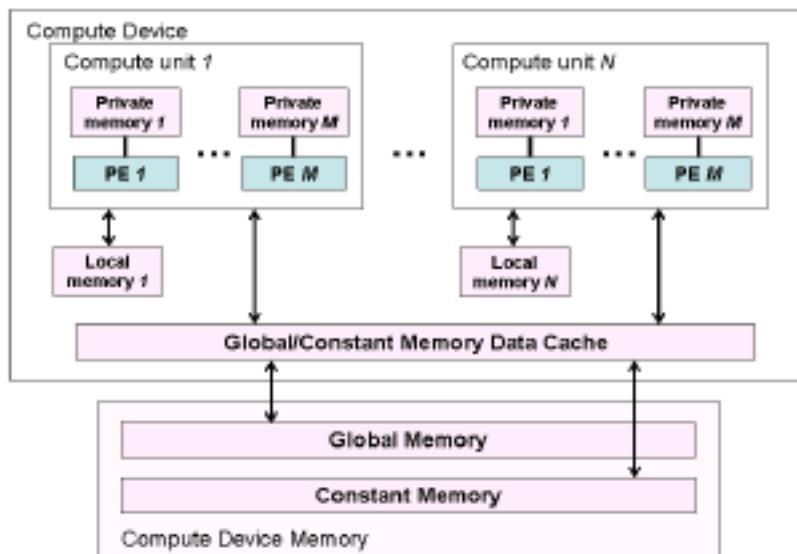 Compute Device
Compute unit 1
Compute unit N
Private
memory 1
Private
memory M
Private
memory 1
Private
memory M
PE 1
PE M
PE 1
PE M
Local
memory 1
Local
memory N
Global/Constant Memory Data Cache
Global Memory
Constant Memory
Compute Device Memory